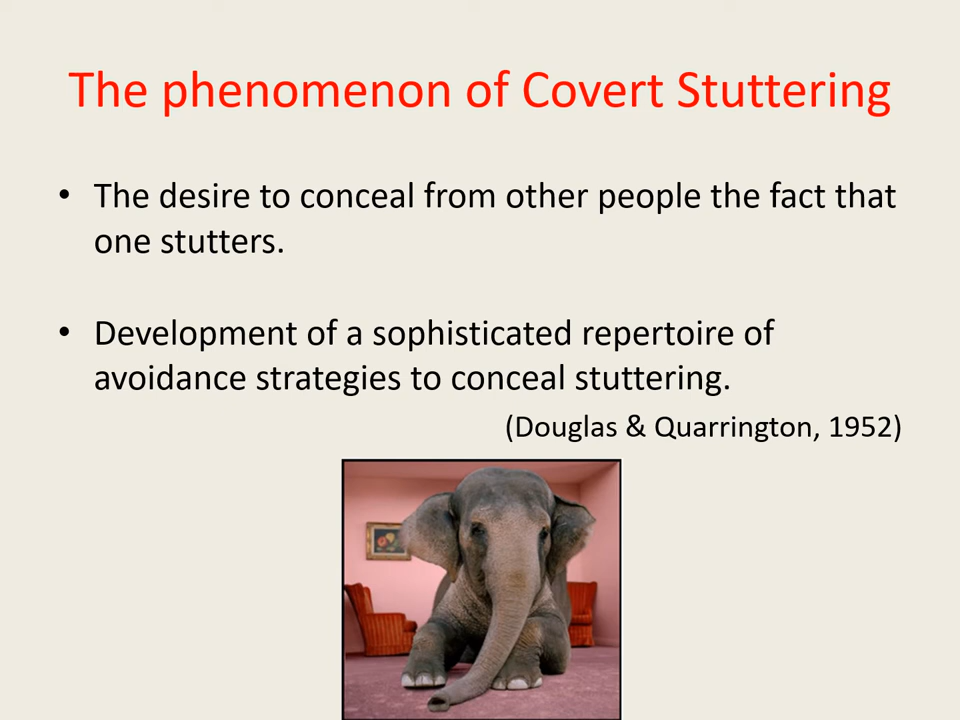 The phenomenon of Covert Stuttering
• The desire to conceal from other people the fact that
one stutters.
• Development of a sophisticated repertoire of
avoidance strategies to conceal stuttering.
(Douglas & Quarrington, 1952)